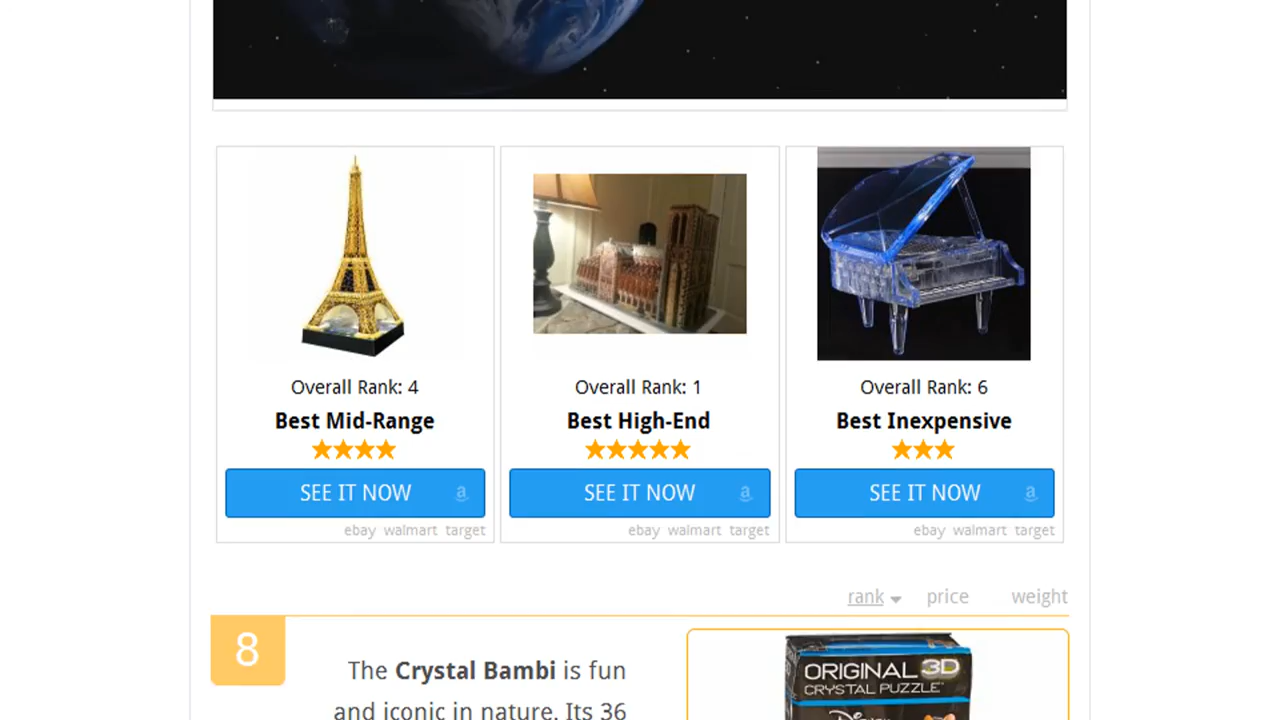 Overall Rank: 4
Best Mid-Range
SEE IT NOW a
ebay walmart target
Overall Rank: 1
Best High-End
SEE IT NOW a
ebay walmart target
Overall Rank: 6
Best Inexpensive
SEE IT NOW a
ebay walmart target
rank price weight
8
The Crystal Bambi is fun
and iconic in nature. Its 36
ORIGINAL 3D
CRYSTAL PUZZLE
Disney